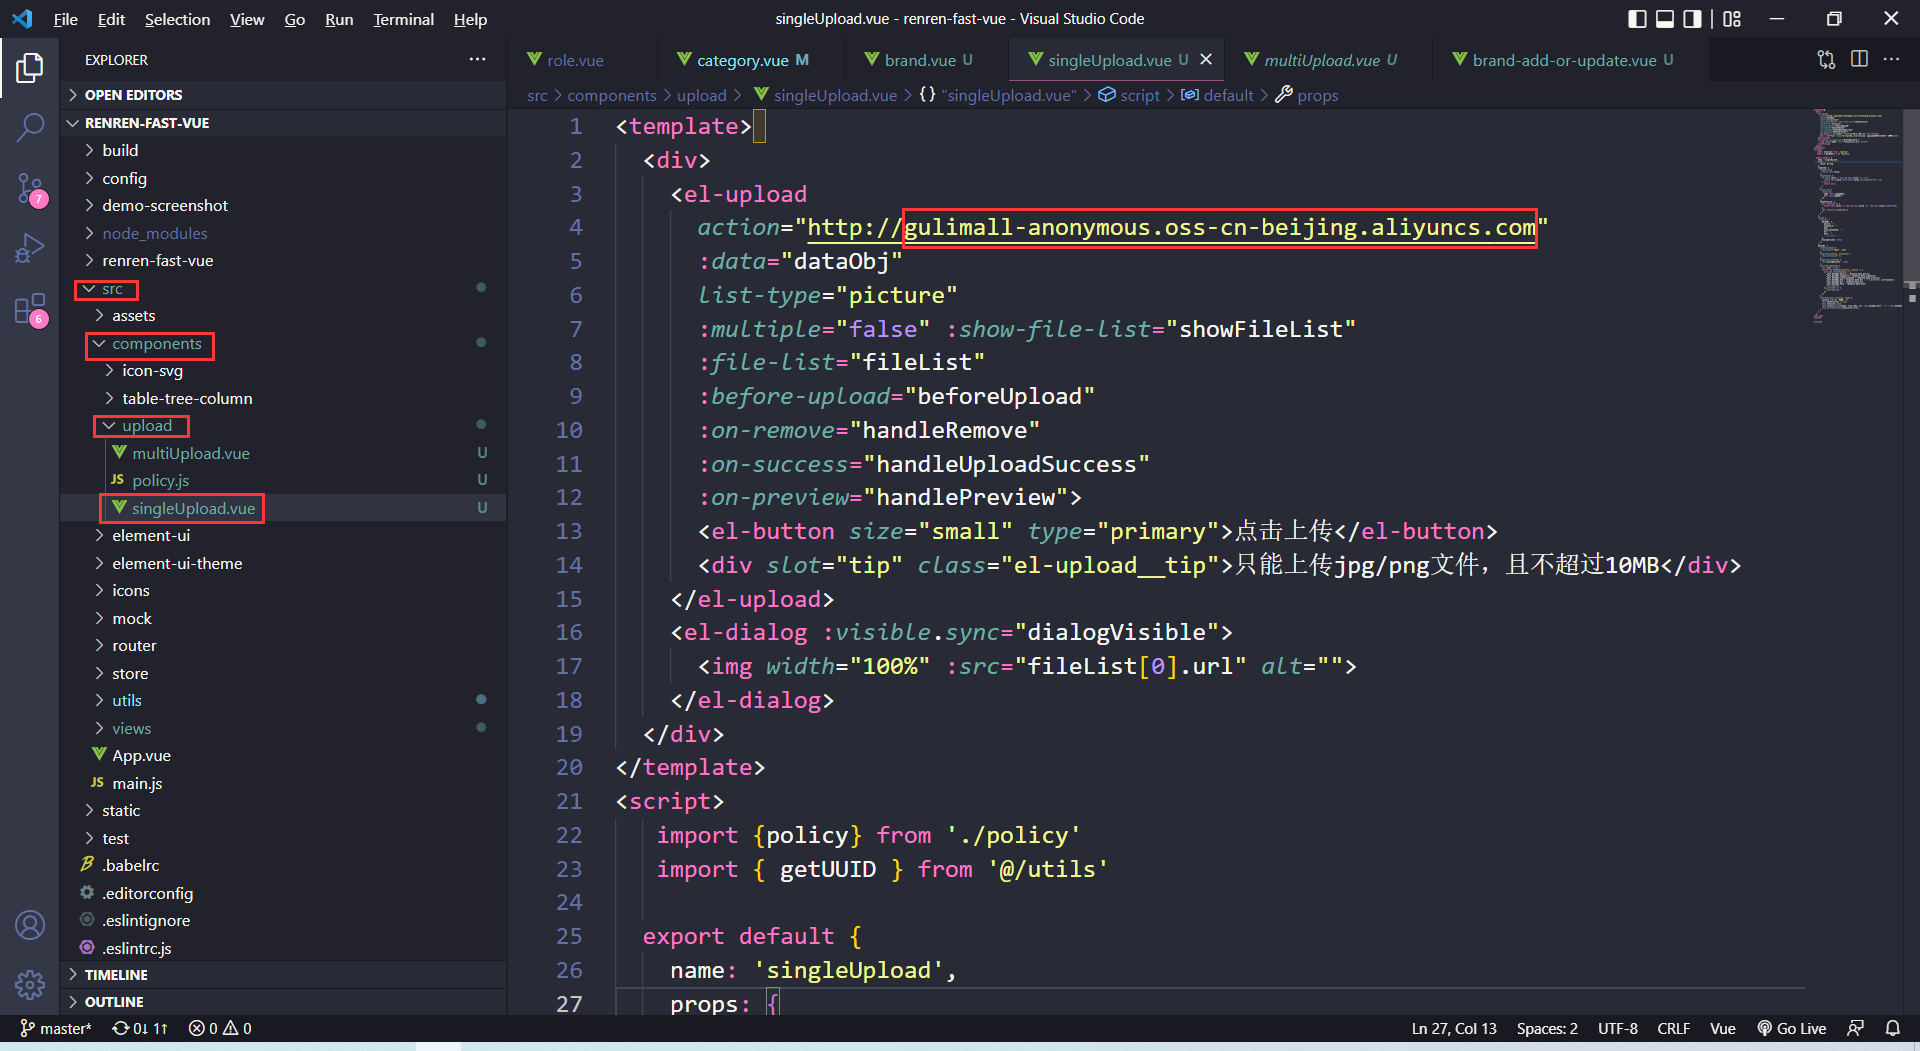 File Edit Selection View Go Run Terminal Help
singleUpload.vue - renren-fast-vue - Visual Studio Code
EXPLORER
OPEN EDITORS
RENREN-FAST-VUE
build
config
demo-screenshot
node_modules
renren-fast-vue
src
assets
components
icon-svg
table-tree-column
upload
multiUpload.vue U
JS policy.js U
singleUpload.vue U
element-ui
element-ui-theme
icons
mock
router
store
utils
views
App.vue
JS main.js
static
test
.babelrc
.editorconfig
.eslintignore
.eslintrc.js
TIMELINE
OUTLINE
7
6
role.vue
category.vue M
brand.vue U
singleUpload.vue U
multiUpload.vue U
brand-add-or-update.vue U
src > components > upload > singleUpload.vue > {} "singleUpload.vue" > script > default > props
1 <template>
2 <div>
3 <el-upload
4 action="http://gulimall-anonymous.oss-cn-beijing.aliyuncs.com"
5 :data="dataObj"
6 list-type="picture"
7 :multiple="false" :show-file-list="showFileList"
8 :file-list="fileList"
9 :before-upload="beforeUpload"
10 :on-remove="handleRemove"
11 :on-success="handleUploadSuccess"
12 :on-preview="handlePreview">
13 <el-button size="small" type="primary">点击上传</el-button>
14 <div slot="tip" class="el-upload__tip">只能上传jpg/png文件，且不超过10MB</div>
15 </el-upload>
16 <el-dialog :visible.sync="dialogVisible">
17 <img width="100%" :src="fileList[0].url" alt="">
18 </el-dialog>
19 </div>
20 </template>
21 <script>
22 import {policy} from './policy'
23 import { getUUID } from '@/utils'
24
25 export default {
26 name: 'singleUpload',
27 props: {
master* 0↓ 1↑ 0 0
Ln 27, Col 13 Spaces: 2 UTF-8 CRLF Vue Go Live